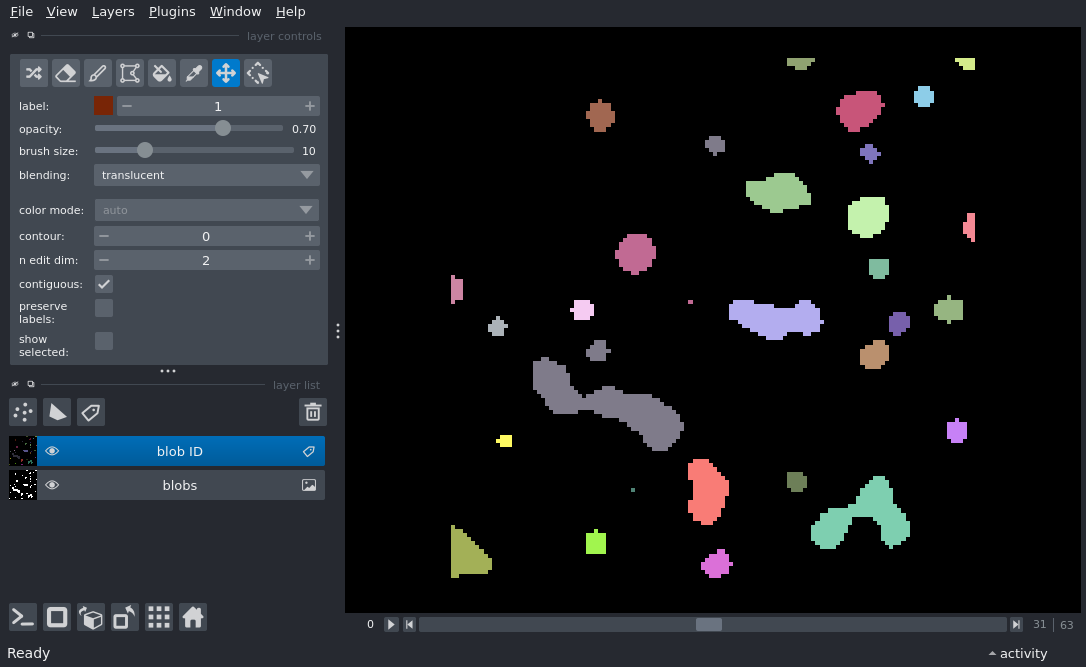 File View Layers Plugins Window Help
layer controls
label: 1
opacity: 0.70
brush size: 10
blending: translucent
color mode: auto
contour: 0
n edit dim: 2
contiguous:
preserve
labels:
show
selected:
layer list
blob ID
blobs
0 31 63
Ready activity